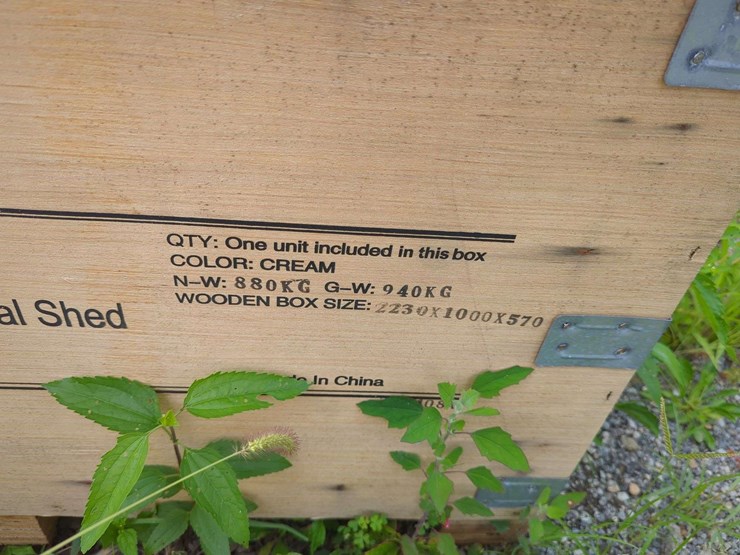 QTY: One unit included in this box
COLOR: CREAM
N-W: 880KG G-W: 940KG
WOODEN BOX SIZE: 2230X1000X570
al Shed
In China